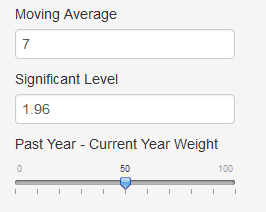 Moving Average
7
Significant Level
1.96
Past Year - Current Year Weight
0 50 100